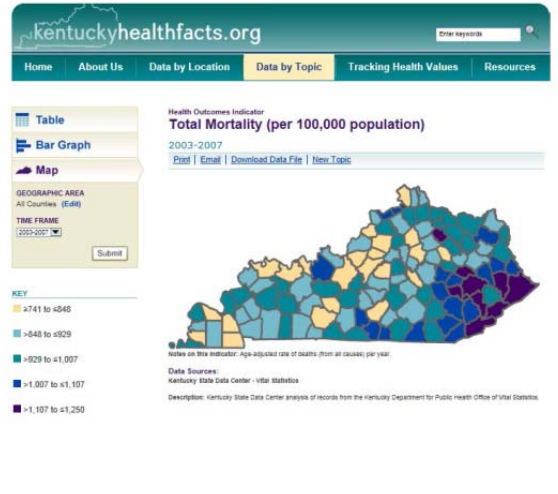 kentuckyhealthfacts.org
Enter keywords
Home About Us Data by Location Data by Topic Tracking Health Values Resources
Table
Bar Graph
Map
GEOGRAPHIC AREA
All Counties (Edit)
TIME FRAME
2003-2007
Submit
Health Outcomes Indicator
Total Mortality (per 100,000 population)
2003-2007
Print | Email | Download Data File | New Topic
KEY
≥741 to ≤848
>848 to ≤929
>929 to ≤1,007
>1,007 to ≤1,107
>1,107 to ≤1,250
Notes on this Indicator: Age-adjusted rate of deaths (from all causes) per year.
Data Sources:
Kentucky State Data Center - Vital Statistics
Description: Kentucky State Data Center analysis of records from the Kentucky Department for Public Health Office of Vital Statistics.